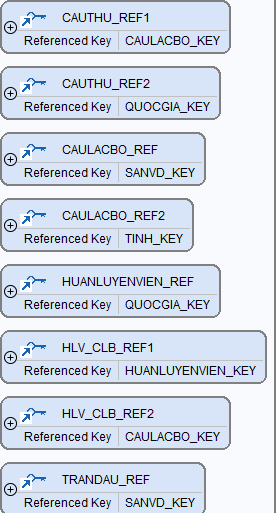 CAUTHU_REF1
Referenced Key CAULACBO_KEY
CAUTHU_REF2
Referenced Key QUOCGIA_KEY
CAULACBO_REF
Referenced Key SANVD_KEY
CAULACBO_REF2
Referenced Key TINH_KEY
HUANLUYENVIEN_REF
Referenced Key QUOCGIA_KEY
HLV_CLB_REF1
Referenced Key HUANLUYENVIEN_KEY
HLV_CLB_REF2
Referenced Key CAULACBO_KEY
TRANDAU_REF
Referenced Key SANVD_KEY